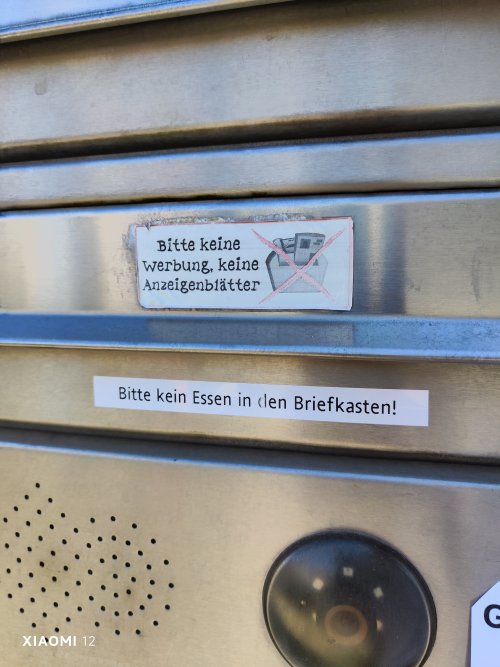 Bitte keine
Werbung, keine
Anzeigenblätter
Bitte kein Essen in den Briefkasten!
G
XIAOMI 12